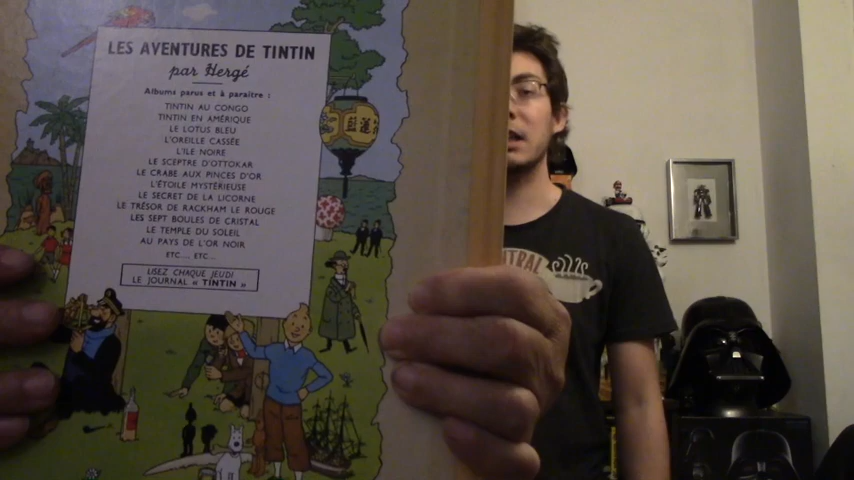 LES AVENTURES DE TINTIN
par Hergé
Albums parus et à paraître :
TINTIN AU CONGO
TINTIN EN AMÉRIQUE
LE LOTUS BLEU
L'OREILLE CASSÉE
L'ILE NOIRE
LE SCEPTRE D'OTTOKAR
LE CRABE AUX PINCES D'OR
L'ÉTOILE MYSTÉRIEUSE
LE SECRET DE LA LICORNE
LE TRÉSOR DE RACKHAM LE ROUGE
LES SEPT BOULES DE CRISTAL
LE TEMPLE DU SOLEIL
AU PAYS DE L'OR NOIR
ETC... ETC...
LISEZ CHAQUE JEUDI
LE JOURNAL « TINTIN »